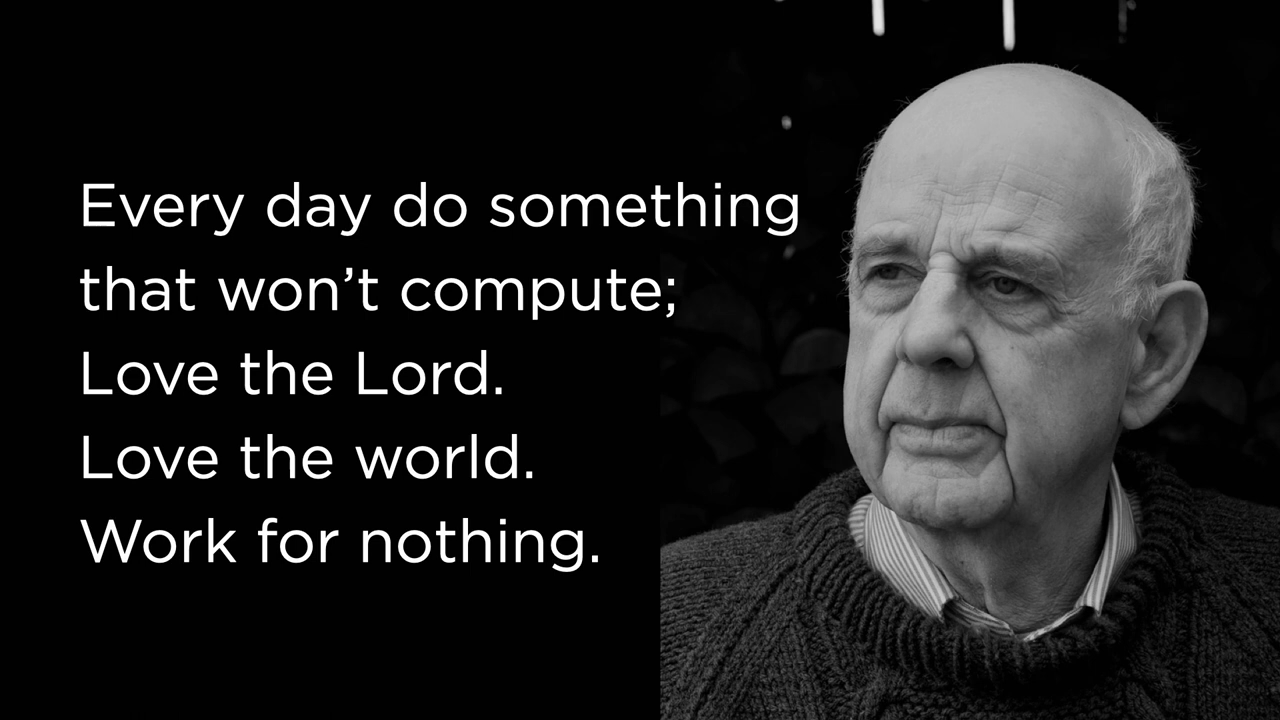 Every day do something
that won’t compute;
Love the Lord.
Love the world.
Work for nothing.